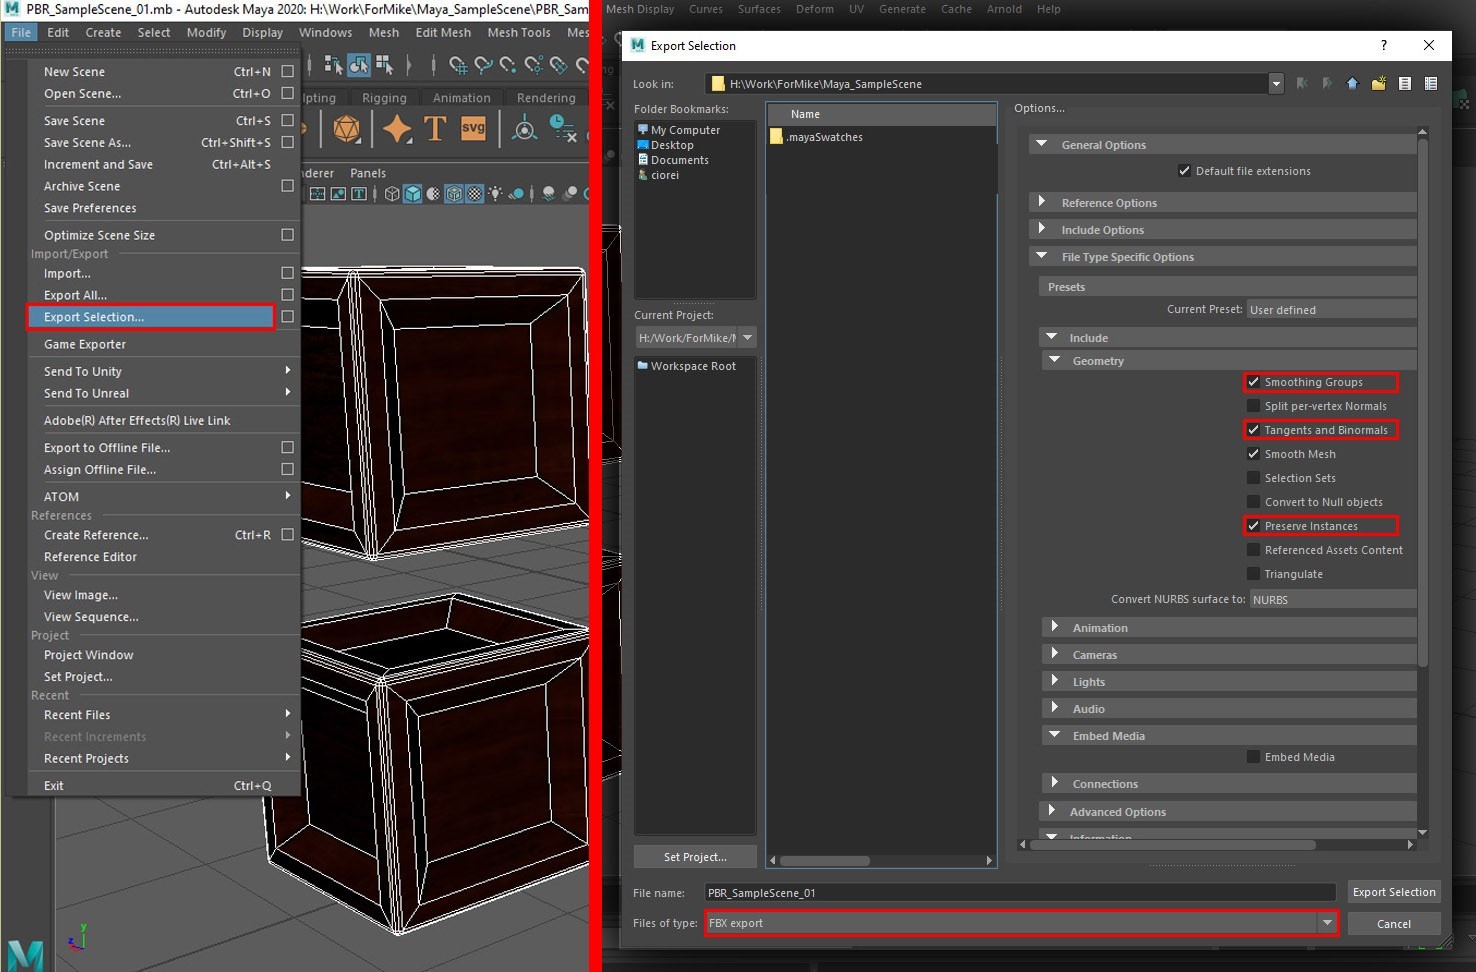 PBR_SampleScene_01.mb - Autodesk Maya 2020: H:\Work\ForMike\Maya_SampleScene\PBR_Sam
File Edit Create Select Modify Display Windows Mesh Edit Mesh Mesh Tools Mes
New Scene Ctrl+N
Open Scene... Ctrl+O
Save Scene Ctrl+S
Save Scene As... Ctrl+Shift+S
Increment and Save Ctrl+Alt+S
Archive Scene
Save Preferences
Optimize Scene Size
Import/Export
Import...
Export All...
Export Selection...
Game Exporter
Send To Unity
Send To Unreal
Adobe(R) After Effects(R) Live Link
Export to Offline File...
Assign Offline File...
ATOM
References
Create Reference... Ctrl+R
Reference Editor
View
View Image...
View Sequence...
Project
Project Window
Set Project...
Recent
Recent Files
Recent Increments
Recent Projects
Exit Ctrl+Q
lpting Rigging Animation Rendering
T svg
nderer Panels
y
z
M
Mesh Display Curves Surfaces Deform UV Generate Cache Arnold Help
M Export Selection ?
Look in: H:\Work\ForMike\Maya_SampleScene
Folder Bookmarks:
My Computer
Desktop
Documents
ciorei
Current Project:
H:/Work/ForMike/M
Workspace Root
Set Project...
Name
.mayaSwatches
Options...
General Options
Default file extensions
Reference Options
Include Options
File Type Specific Options
Presets
Current Preset: User defined
Include
Geometry
Smoothing Groups
Split per-vertex Normals
Tangents and Binormals
Smooth Mesh
Selection Sets
Convert to Null objects
Preserve Instances
Referenced Assets Content
Triangulate
Convert NURBS surface to: NURBS
Animation
Cameras
Lights
Audio
Embed Media
Embed Media
Connections
Advanced Options
Information
File name: PBR_SampleScene_01 Export Selection
Files of type: FBX export Cancel